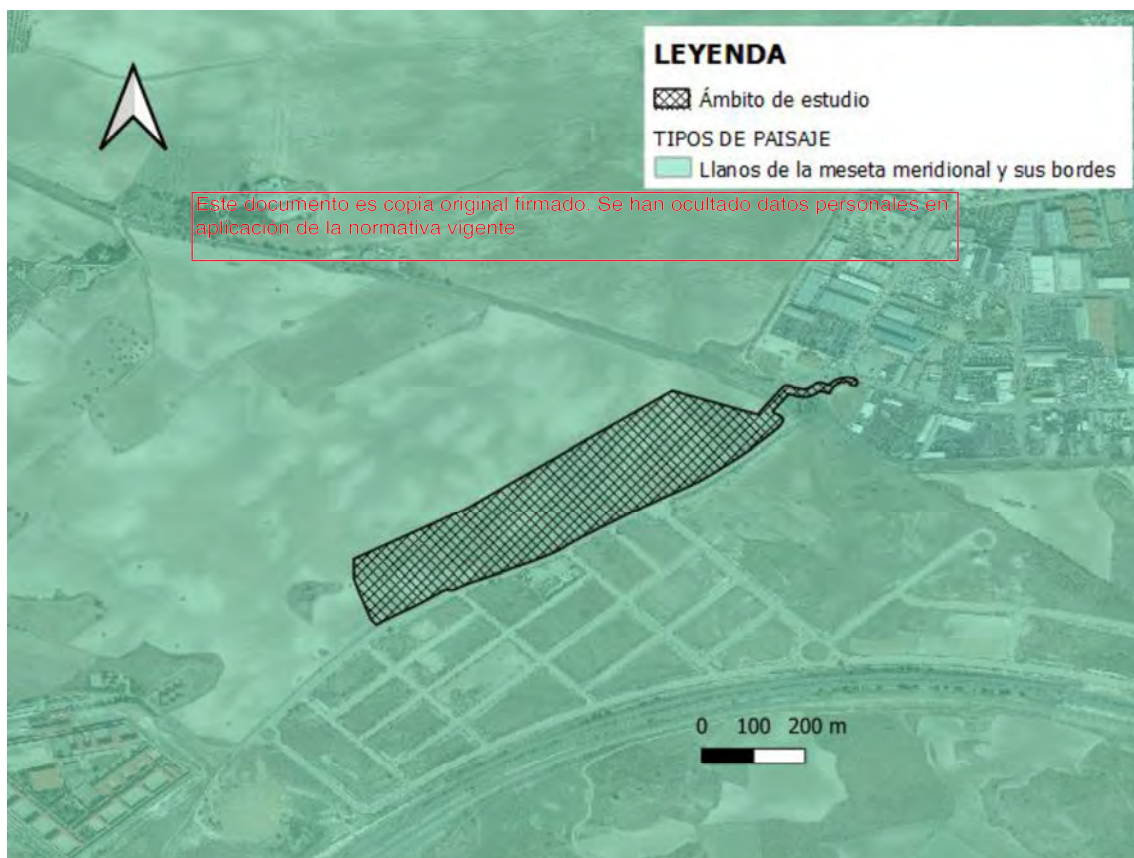 LEYENDA
Ámbito de estudio
TIPOS DE PAISAJE
Llanos de la meseta meridional y sus bordes
Este documento es copia original firmado. Se han ocultado datos personales en
aplicación de la normativa vigente
0 100 200 m